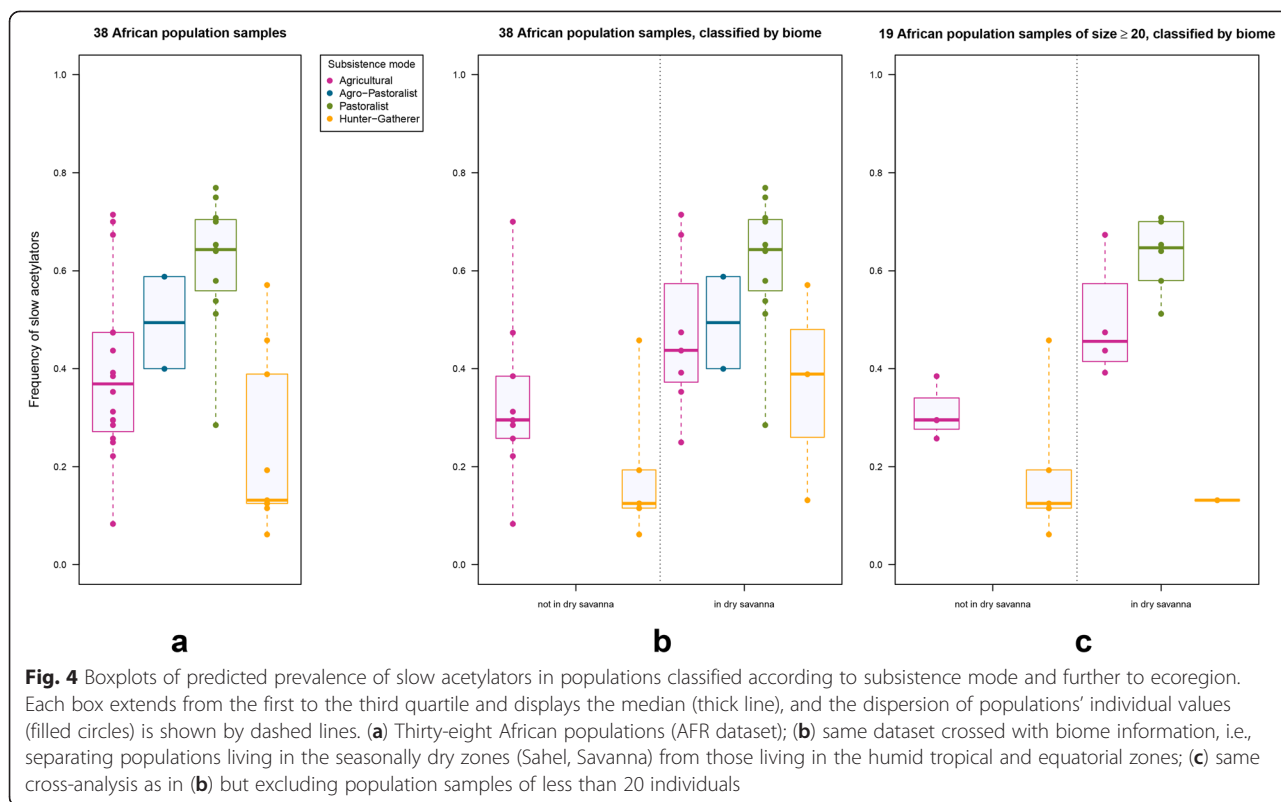 38 African population samples
38 African population samples, classified by biome
19 African population samples of size ≥ 20, classified by biome
Subsistence mode
Agricultural
Agro-Pastoralist
Pastoralist
Hunter-Gatherer
Frequency of slow acetylators
1.0
0.8
0.6
0.4
0.2
0.0
1.0
0.8
0.6
0.4
0.2
0.0
1.0
0.8
0.6
0.4
0.2
0.0
not in dry savanna
in dry savanna
not in dry savanna
in dry savanna
a
b
c
Fig. 4 Boxplots of predicted prevalence of slow acetylators in populations classified according to subsistence mode and further to ecoregion.
Each box extends from the first to the third quartile and displays the median (thick line), and the dispersion of populations' individual values
(filled circles) is shown by dashed lines. (a) Thirty-eight African populations (AFR dataset); (b) same dataset crossed with biome information, i.e.,
separating populations living in the seasonally dry zones (Sahel, Savanna) from those living in the humid tropical and equatorial zones; (c) same
cross-analysis as in (b) but excluding population samples of less than 20 individuals